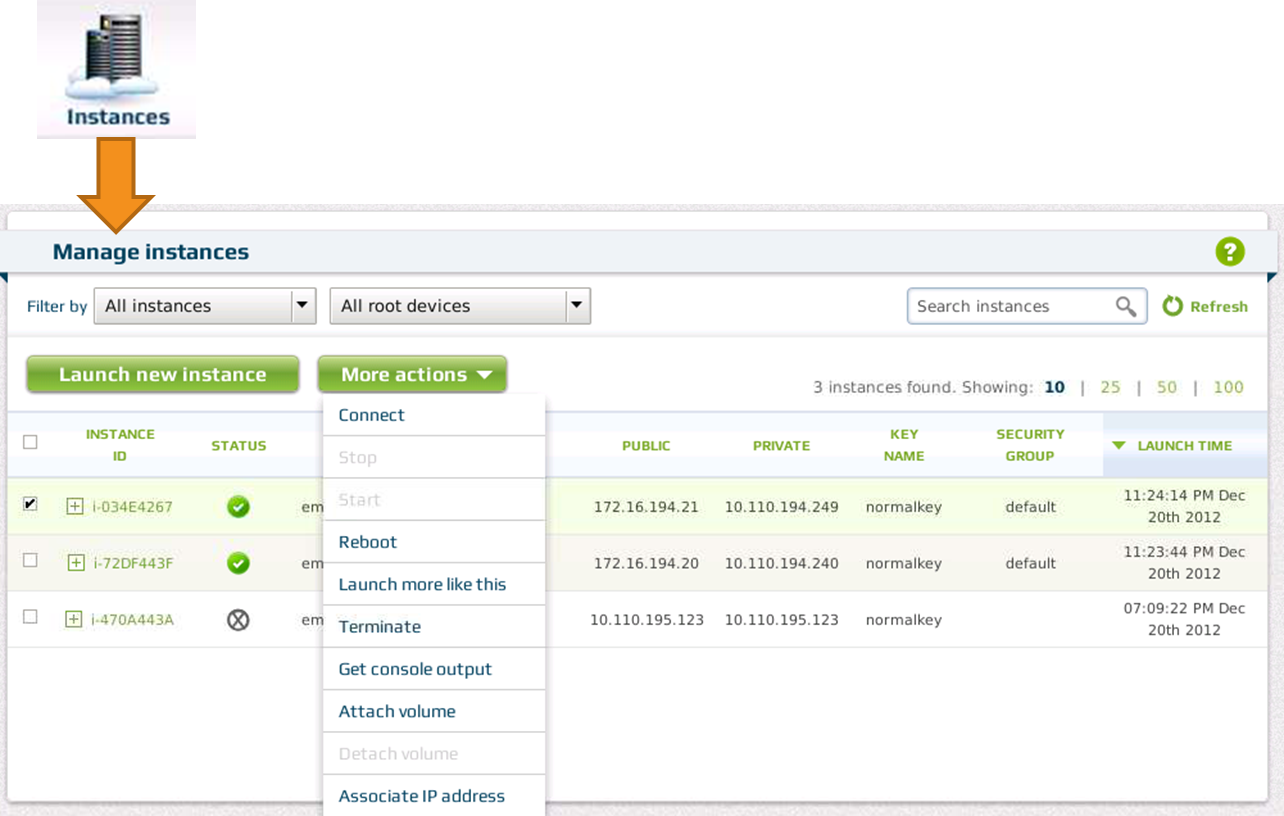 Instances
Manage instances
?
Filter by All instances All root devices Search instances Refresh
Launch new instance More actions
3 instances found. Showing: 10 | 25 | 50 | 100
Connect
Stop
Start
Reboot
Launch more like this
Terminate
Get console output
Attach volume
Detach volume
Associate IP address
INSTANCE ID STATUS PUBLIC PRIVATE KEY NAME SECURITY GROUP LAUNCH TIME
i-034E4267 em 172.16.194.21 10.110.194.249 normalkey default 11:24:14 PM Dec 20th 2012
i-72DF443F em 172.16.194.20 10.110.194.240 normalkey default 11:23:44 PM Dec 20th 2012
i-470A443A em 10.110.195.123 10.110.195.123 normalkey 07:09:22 PM Dec 20th 2012